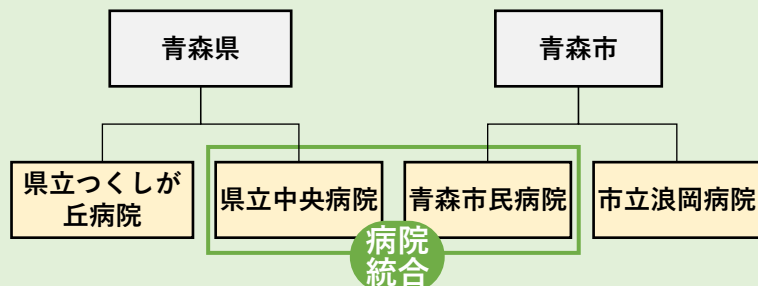 青森県
青森市
県立つくしが
丘病院
県立中央病院
青森市民病院
市立浪岡病院
病院
統合